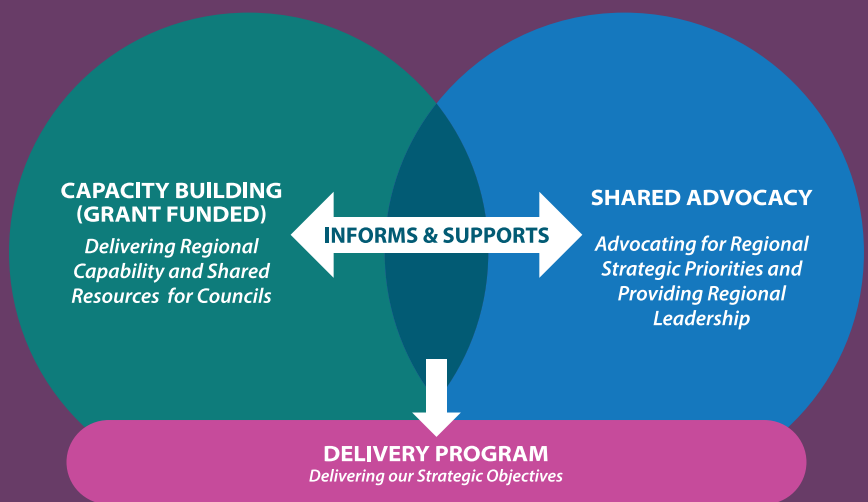 CAPACITY BUILDING
(GRANT FUNDED)
Delivering Regional
Capability and Shared
Resources for Councils
INFORMS & SUPPORTS
SHARED ADVOCACY
Advocating for Regional
Strategic Priorities and
Providing Regional
Leadership
DELIVERY PROGRAM
Delivering our Strategic Objectives